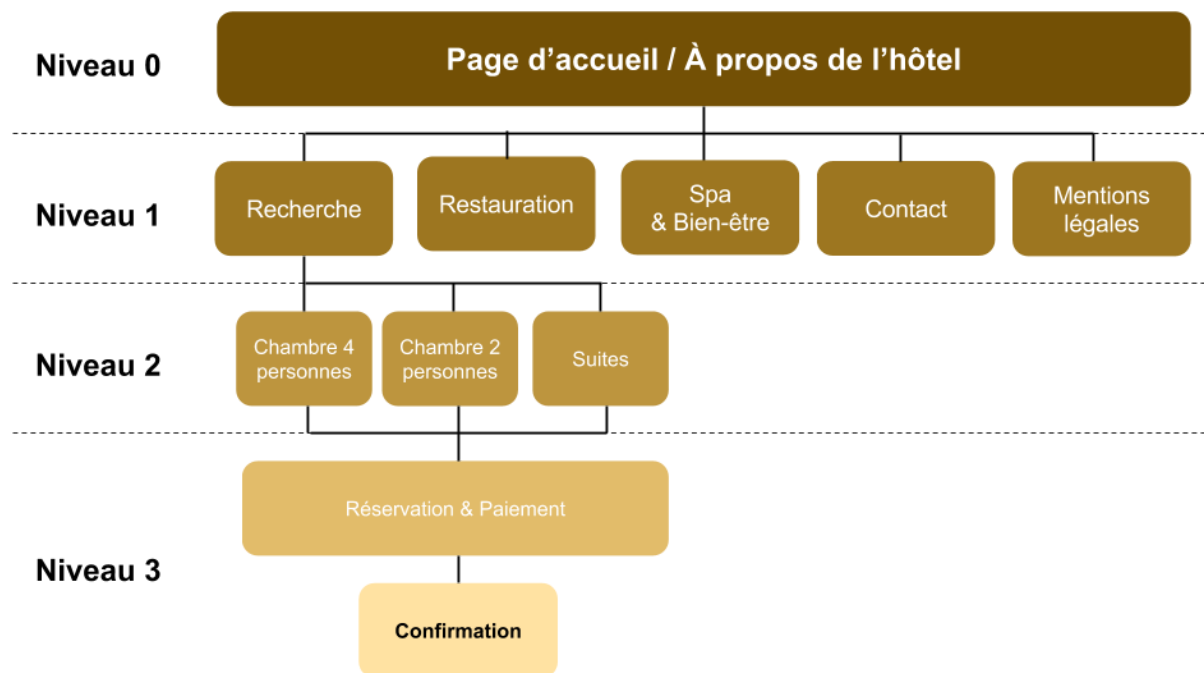 Niveau 0
Page d’accueil / À propos de l’hôtel
Niveau 1
Recherche
Restauration
Spa
& Bien-être
Contact
Mentions
légales
Niveau 2
Chambre 4
personnes
Chambre 2
personnes
Suites
Niveau 3
Réservation & Paiement
Confirmation